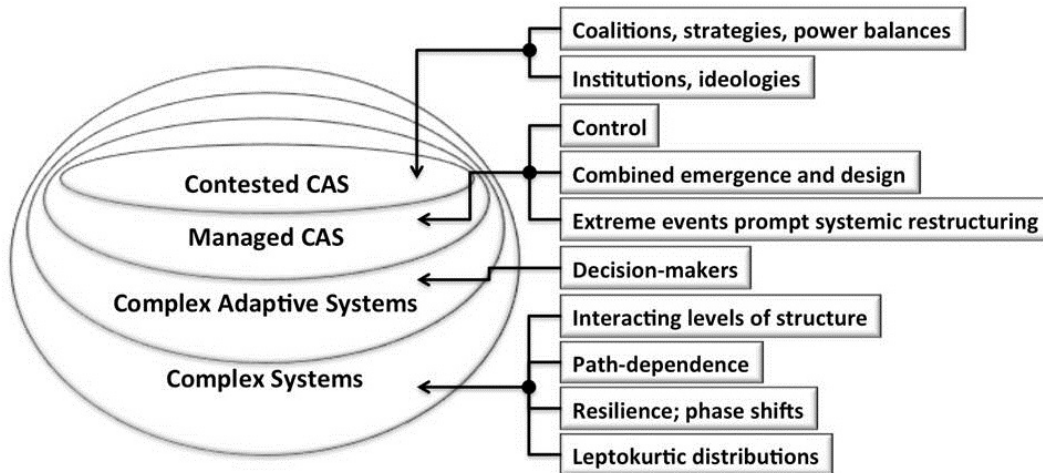 Coalitions, strategies, power balances
Institutions, ideologies
Control
Contested CAS
Combined emergence and design
Managed CAS
Extreme events prompt systemic restructuring
Decision-makers
Complex Adaptive Systems
Interacting levels of structure
Path-dependence
Complex Systems
Resilience; phase shifts
Leptokurtic distributions